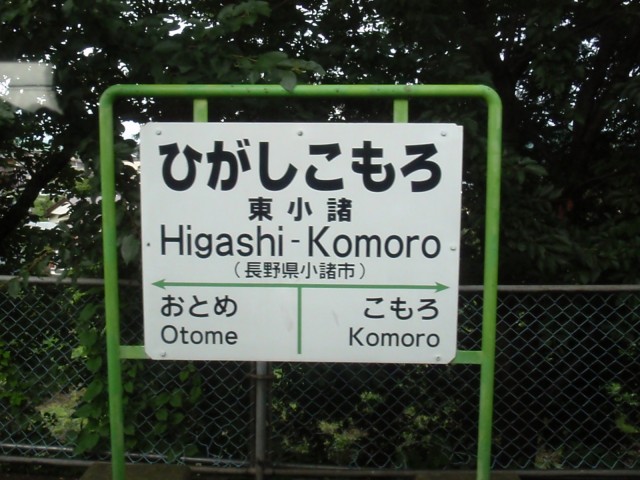 ひがしこもろ
東小諸
Higashi-Komoro
（長野県小諸市）
おとめ こもろ
Otome Komoro